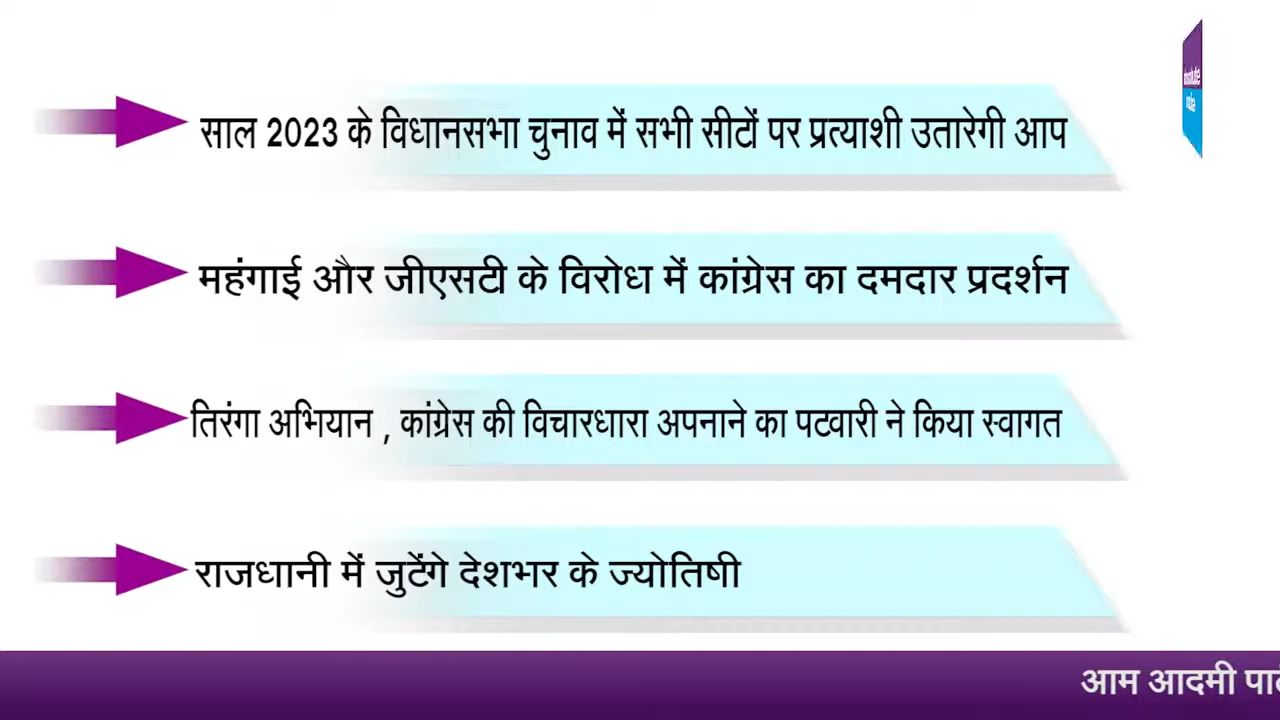 साल 2023 के विधानसभा चुनाव में सभी सीटों पर प्रत्याशी उतारेगी आप
महंगाई और जीएसटी के विरोध में कांग्रेस का दमदार प्रदर्शन
तिरंगा अभियान , कांग्रेस की विचारधारा अपनाने का पटवारी ने किया स्वागत
राजधानी में जुटेंगे देशभर के ज्योतिषी
आम आदमी